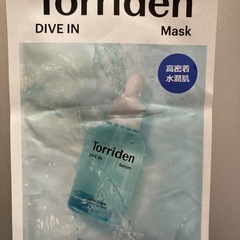 Torriden
DIVE IN Mask
高密着
水潤肌
Torriden
DIVE IN Serum